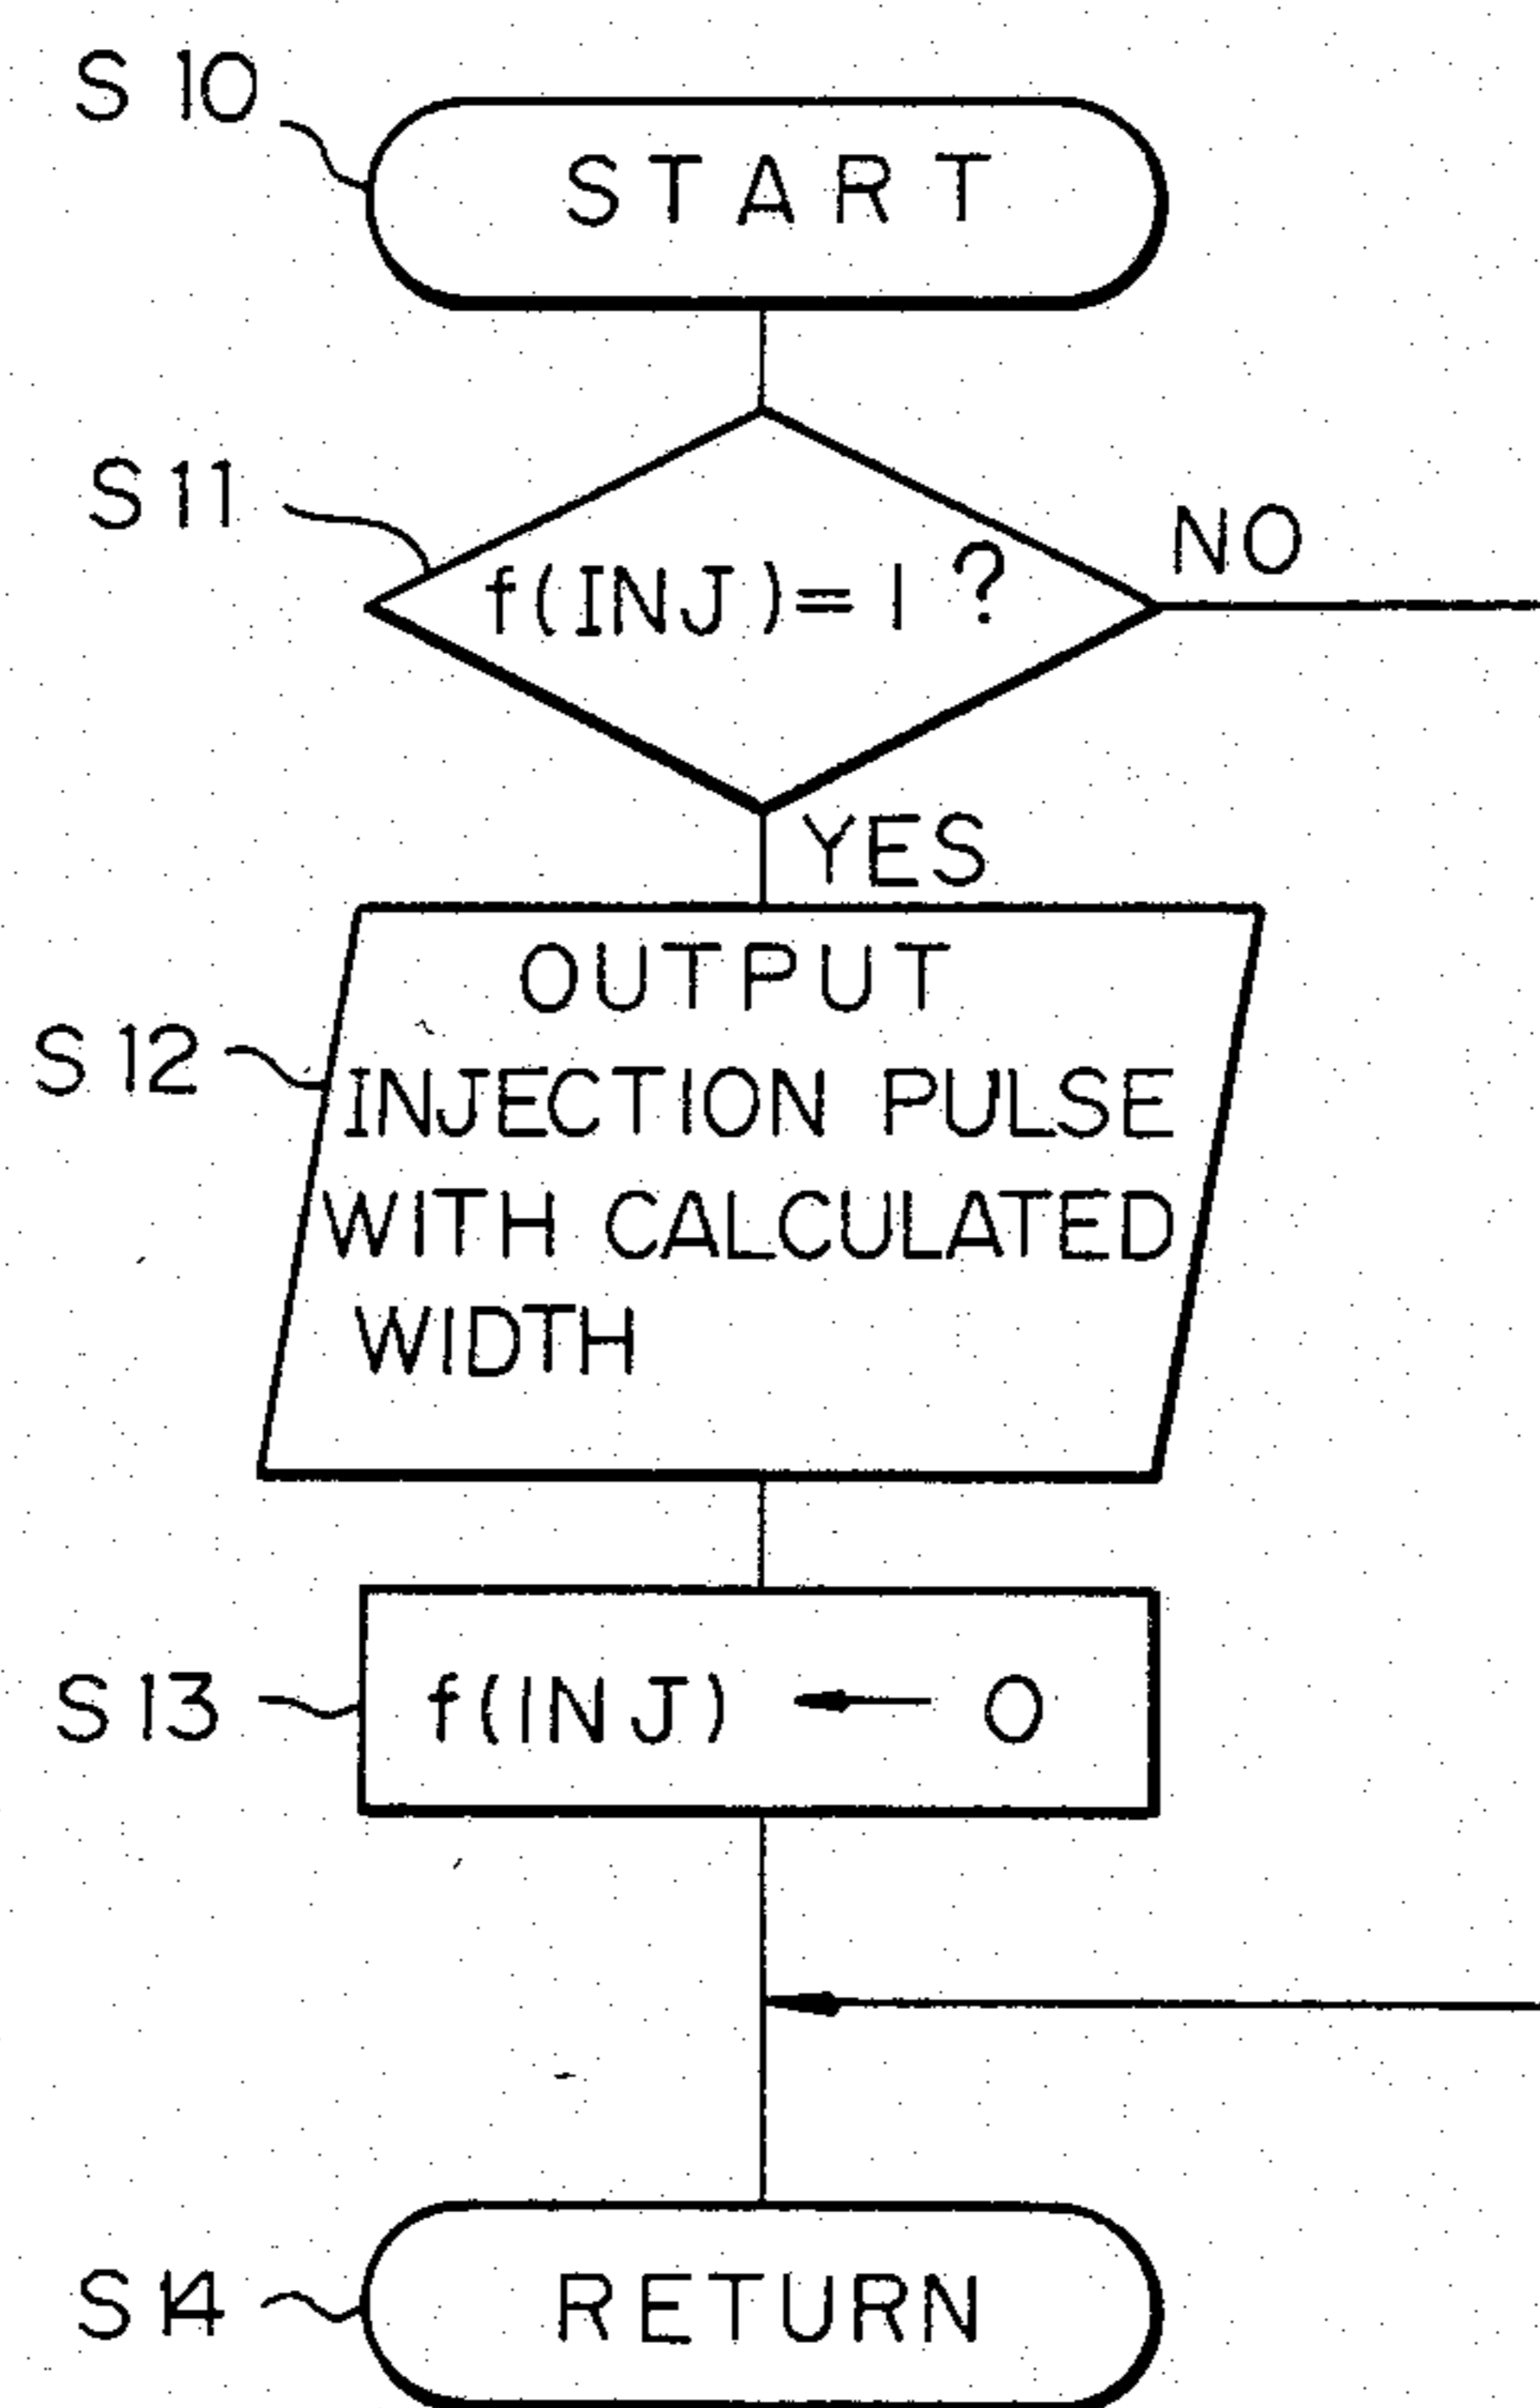 S10
START
S11
f(INJ)=1 ?
NO
YES
OUTPUT
S12
INJECTION PULSE
WITH CALCULATED
WIDTH
S13
f(INJ) ← 0
S14
RETURN